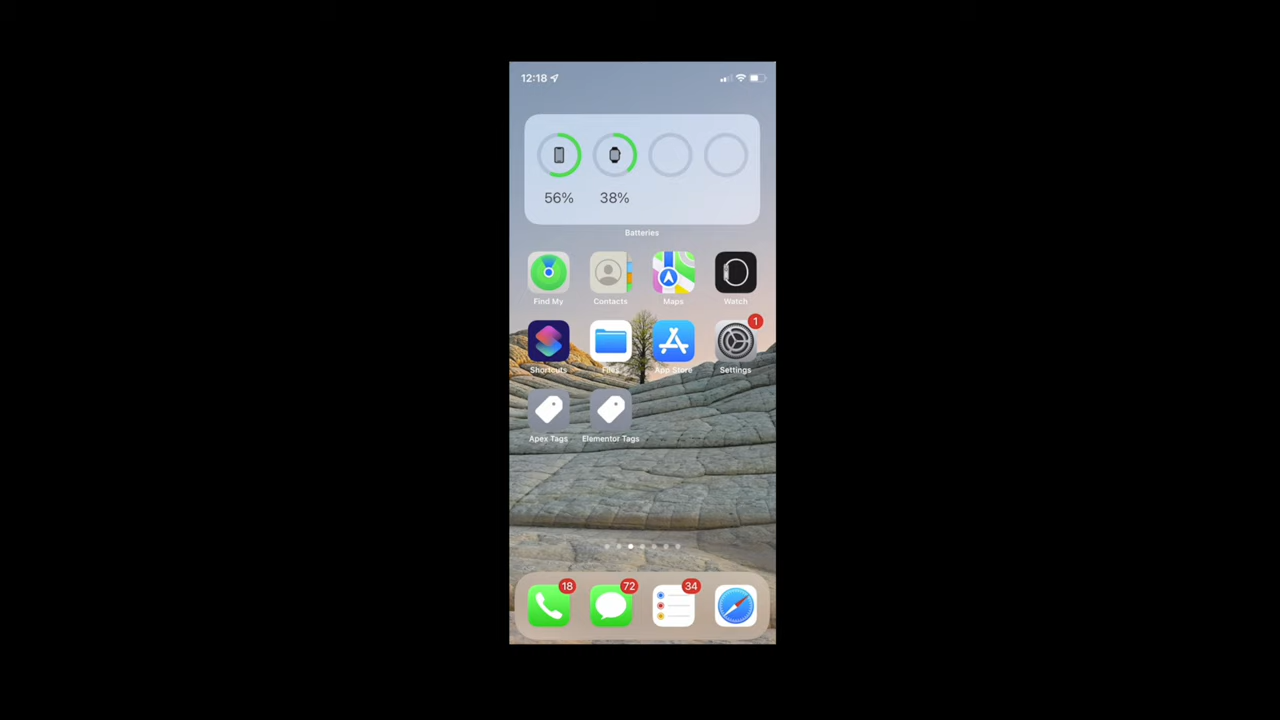 12:18
56% 38%
Batteries
Find My Contacts Maps Watch
1
Shortcuts Files App Store Settings
Apex Tags Elementor Tags
18 72 34